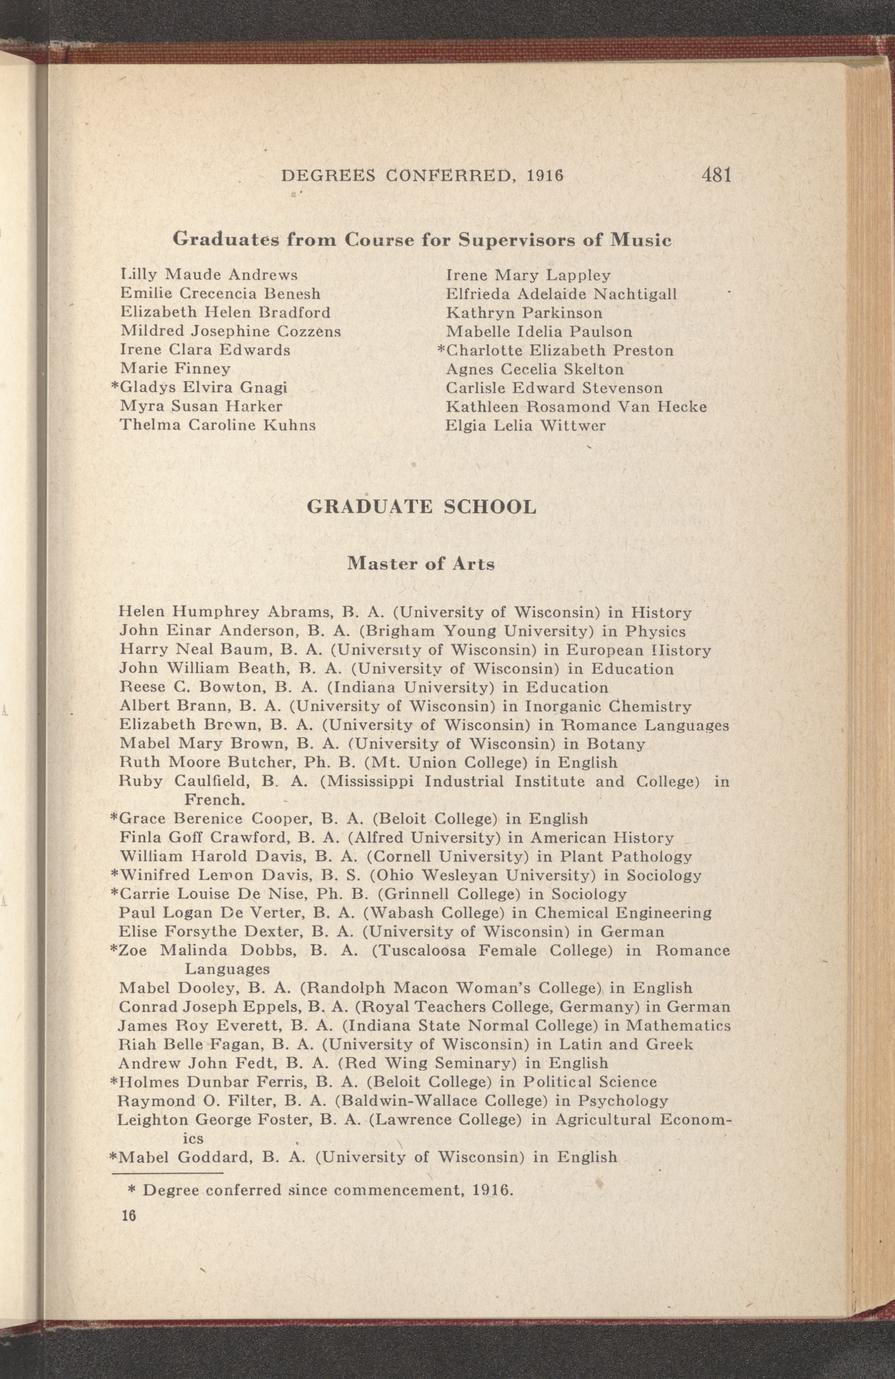 DEGREES CONFERRED, 1916 481
Graduates from Course for Supervisors of Music
Lilly Maude Andrews
Emilie Crecencia Benesh
Elizabeth Helen Bradford
Mildred Josephine Cozzens
Irene Clara Edwards
Marie Finney
*Gladys Elvira Gnagi
Myra Susan Harker
Thelma Caroline Kuhns
Irene Mary Lappley
Elfrieda Adelaide Nachtigall
Kathryn Parkinson
Mabelle Idelia Paulson
*Charlotte Elizabeth Preston
Agnes Cecelia Skelton
Carlisle Edward Stevenson
Kathleen Rosamond Van Hecke
Elgia Lelia Wittwer
GRADUATE SCHOOL
Master of Arts
Helen Humphrey Abrams, B. A. (University of Wisconsin) in History
John Einar Anderson, B. A. (Brigham Young University) in Physics
Harry Neal Baum, B. A. (University of Wisconsin) in European History
John William Beath, B. A. (University of Wisconsin) in Education
Reese C. Bowton, B. A. (Indiana University) in Education
Albert Brann, B. A. (University of Wisconsin) in Inorganic Chemistry
Elizabeth Brown, B. A. (University of Wisconsin) in Romance Languages
Mabel Mary Brown, B. A. (University of Wisconsin) in Botany
Ruth Moore Butcher, Ph. B. (Mt. Union College) in English
Ruby Caulfield, B. A. (Mississippi Industrial Institute and College) in
French.
*Grace Berenice Cooper, B. A. (Beloit College) in English
Finla Goff Crawford, B. A. (Alfred University) in American History
William Harold Davis, B. A. (Cornell University) in Plant Pathology
*Winifred Lemon Davis, B. S. (Ohio Wesleyan University) in Sociology
*Carrie Louise De Nise, Ph. B. (Grinnell College) in Sociology
Paul Logan De Verter, B. A. (Wabash College) in Chemical Engineering
Elise Forsythe Dexter, B. A. (University of Wisconsin) in German
*Zoe Malinda Dobbs, B. A. (Tuscaloosa Female College) in Romance
Languages
Mabel Dooley, B. A. (Randolph Macon Woman's College) in English
Conrad Joseph Eppels, B. A. (Royal Teachers College, Germany) in German
James Roy Everett, B. A. (Indiana State Normal College) in Mathematics
Riah Belle Fagan, B. A. (University of Wisconsin) in Latin and Greek
Andrew John Fedt, B. A. (Red Wing Seminary) in English
*Holmes Dunbar Ferris, B. A. (Beloit College) in Political Science
Raymond O. Filter, B. A. (Baldwin-Wallace College) in Psychology
Leighton George Foster, B. A. (Lawrence College) in Agricultural Econom-
ics
*Mabel Goddard, B. A. (University of Wisconsin) in English
* Degree conferred since commencement, 1916.
16